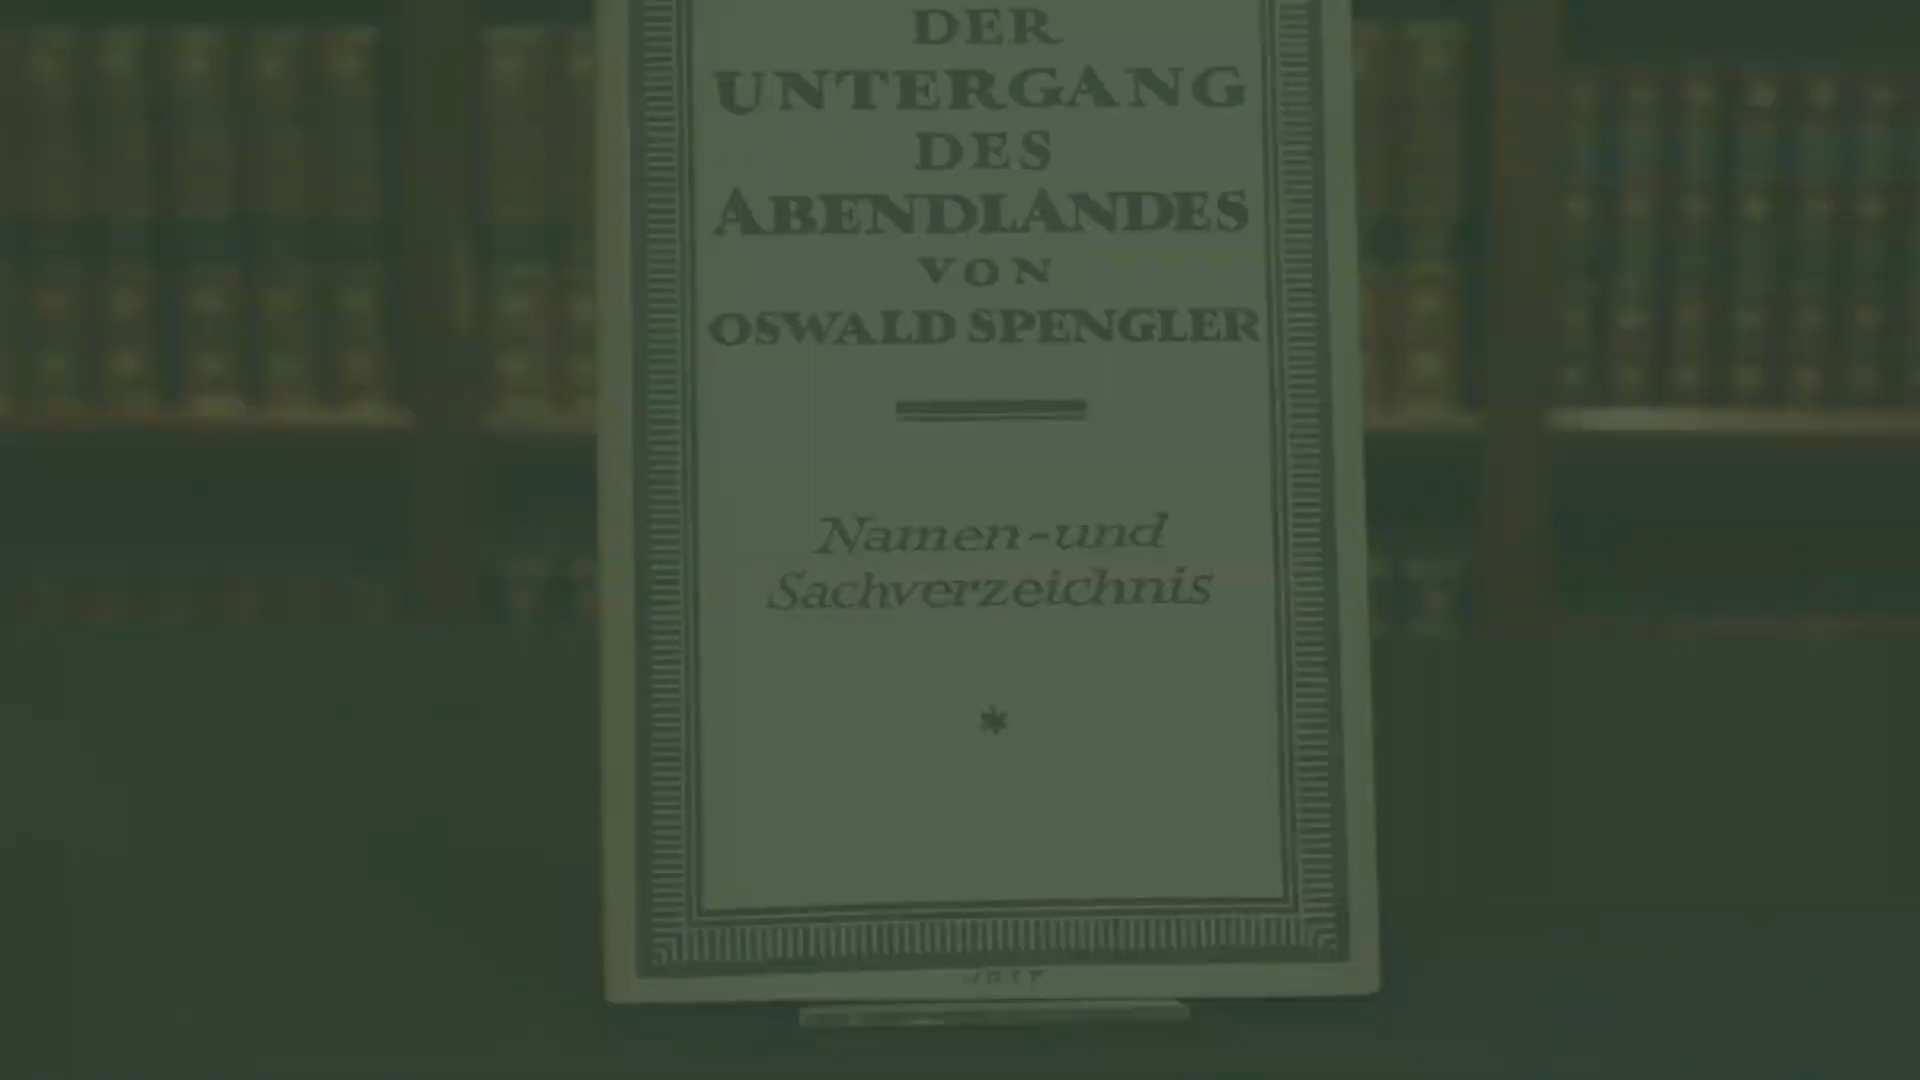 DER
UNTERGANG
DES
ABENDLANDES
VON
OSWALD SPENGLER
Namen-und
Sachverzeichnis
*